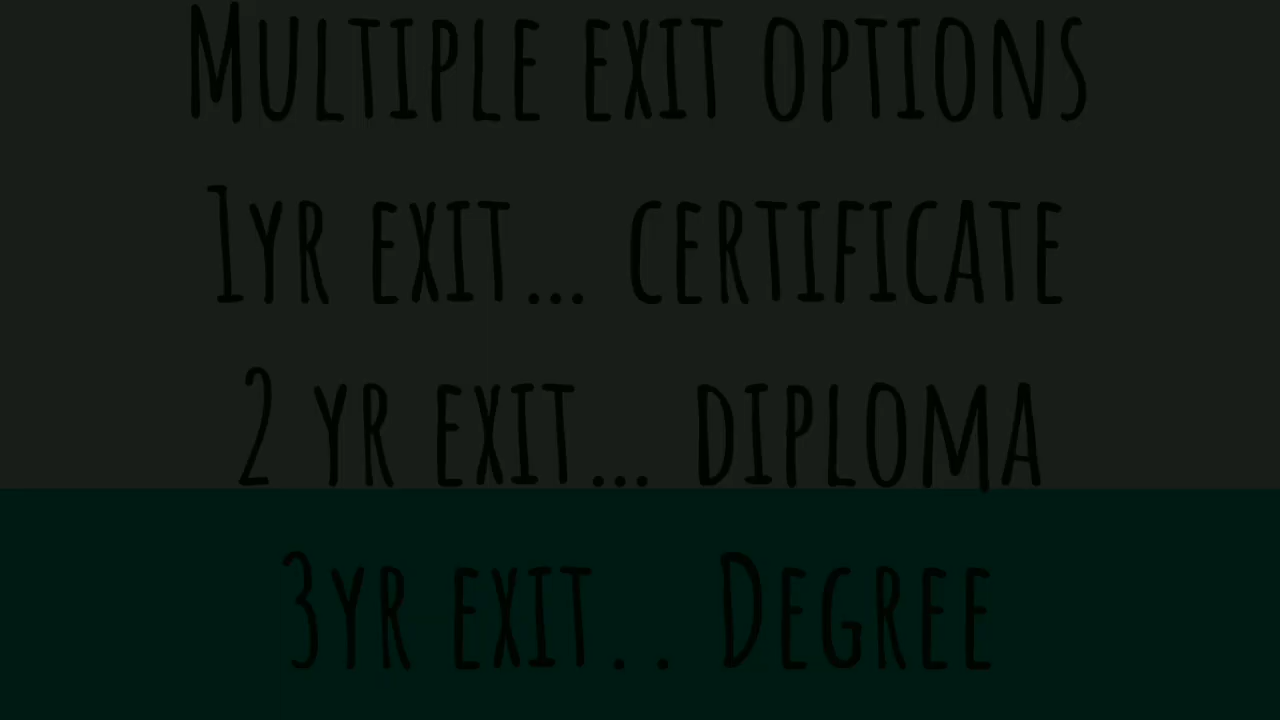 Multiple exit options
1yr exit... certificate
2 yr exit... diploma
3yr exit.. Degree